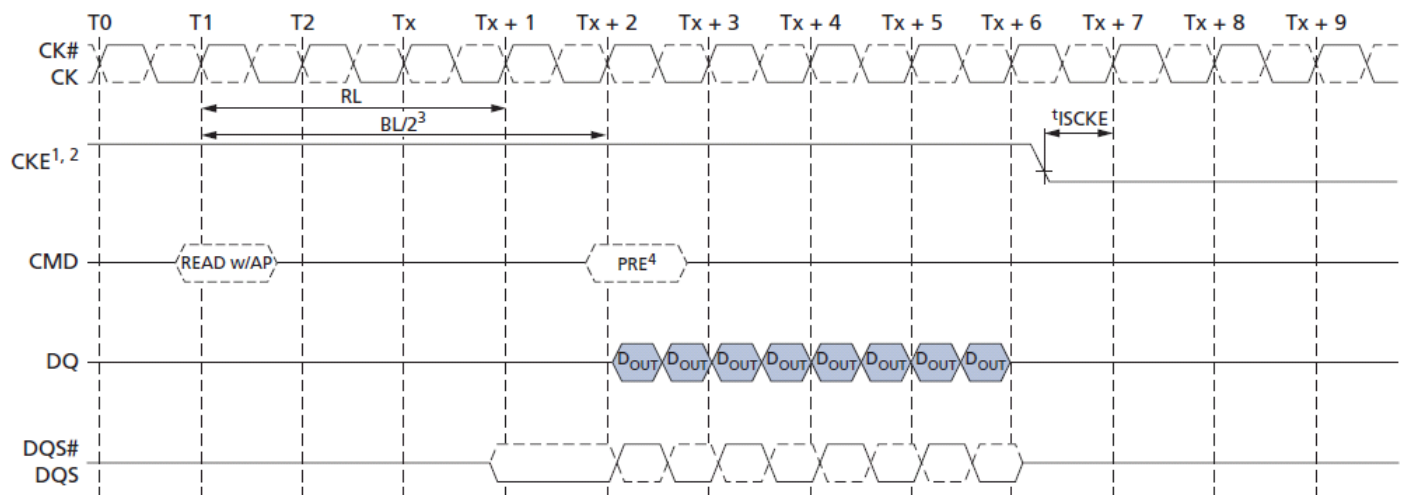 T0 T1 T2 Tx Tx + 1 Tx + 2 Tx + 3 Tx + 4 Tx + 5 Tx + 6 Tx + 7 Tx + 8 Tx + 9
CK#
CK
RL
BL/2³
ᵗISCKE
CKE¹, ²
CMD READ w/AP PRE⁴
DQ DOUT DOUT DOUT DOUT DOUT DOUT DOUT DOUT
DQS#
DQS